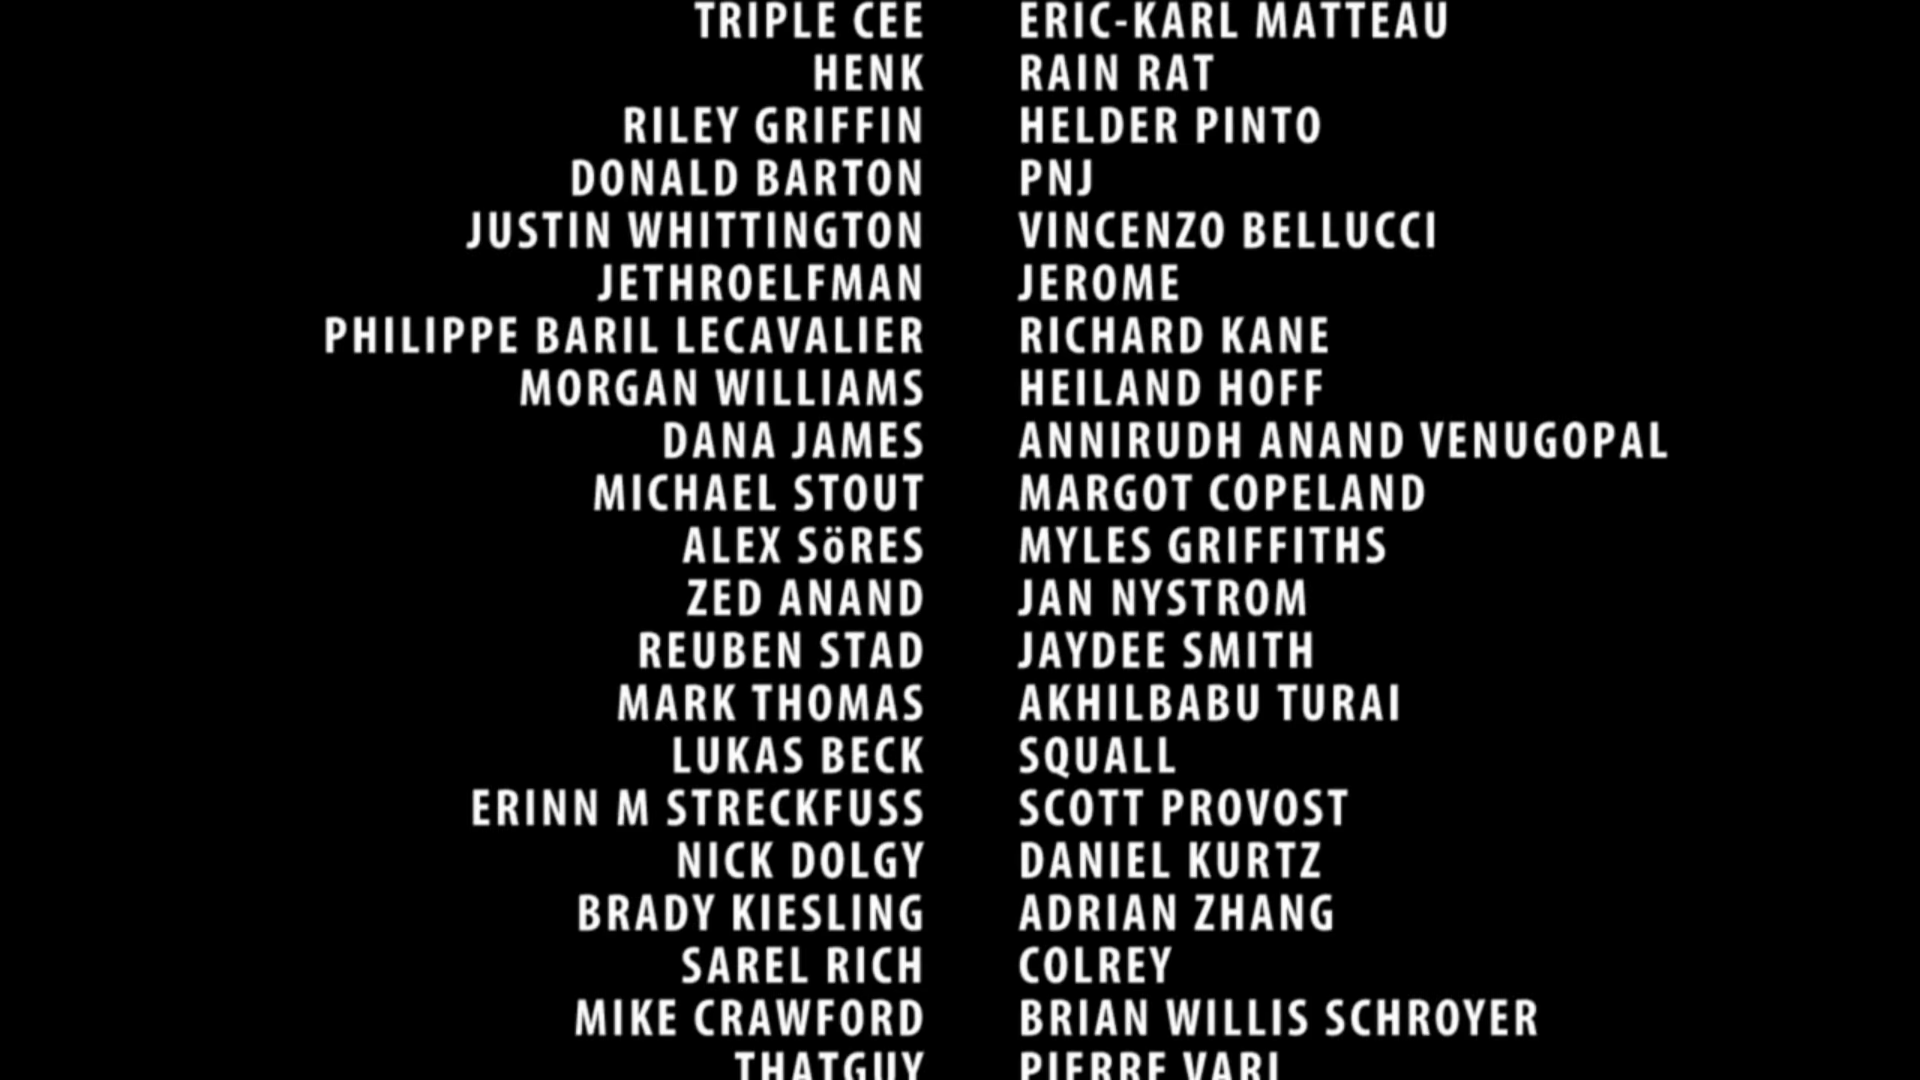 TRIPLE CEE ERIC-KARL MATTEAU
HENK RAIN RAT
RILEY GRIFFIN HELDER PINTO
DONALD BARTON PNJ
JUSTIN WHITTINGTON VINCENZO BELLUCCI
JETHROELFMAN JEROME
PHILIPPE BARIL LECAVALIER RICHARD KANE
MORGAN WILLIAMS HEILAND HOFF
DANA JAMES ANNIRUDH ANAND VENUGOPAL
MICHAEL STOUT MARGOT COPELAND
ALEX SöRES MYLES GRIFFITHS
ZED ANAND JAN NYSTROM
REUBEN STAD JAYDEE SMITH
MARK THOMAS AKHILBABU TURAI
LUKAS BECK SQUALL
ERINN M STRECKFUSS SCOTT PROVOST
NICK DOLGY DANIEL KURTZ
BRADY KIESLING ADRIAN ZHANG
SAREL RICH COLREY
MIKE CRAWFORD BRIAN WILLIS SCHROYER
THATGUY PIERRE VARI